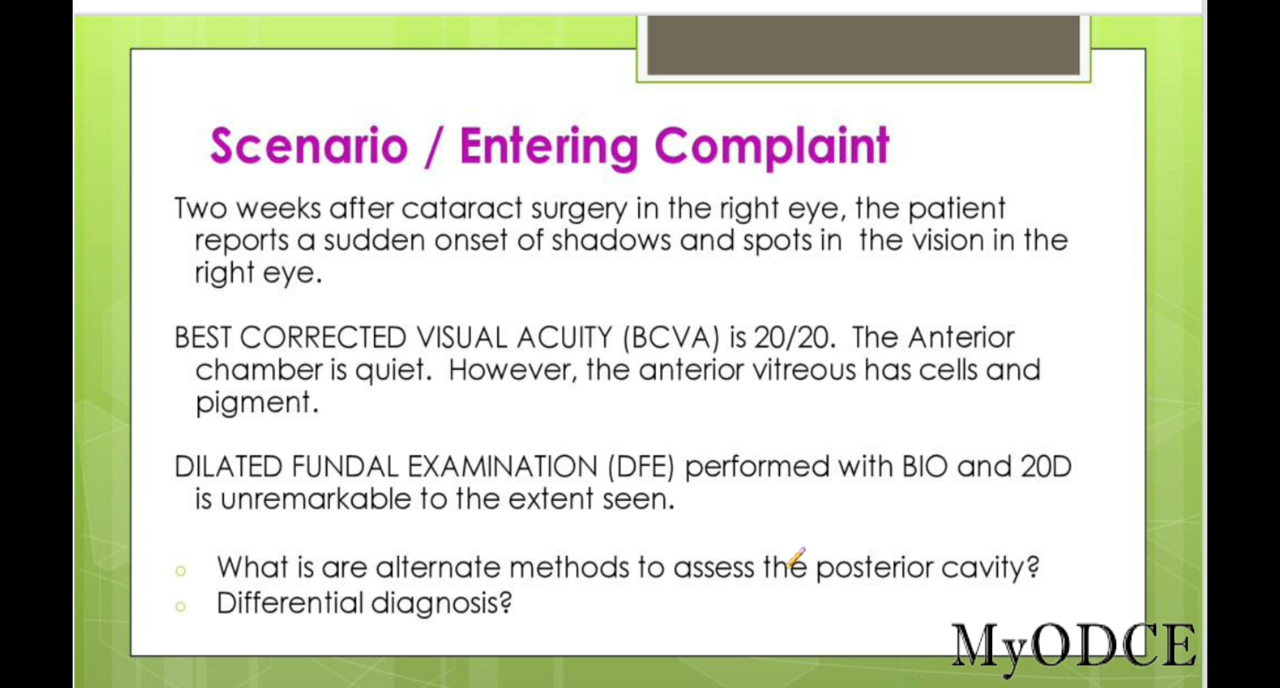 Scenario / Entering Complaint
Two weeks after cataract surgery in the right eye, the patient
reports a sudden onset of shadows and spots in the vision in the
right eye.
BEST CORRECTED VISUAL ACUITY (BCVA) is 20/20. The Anterior
chamber is quiet. However, the anterior vitreous has cells and
pigment.
DILATED FUNDAL EXAMINATION (DFE) performed with BIO and 20D
is unremarkable to the extent seen.
What is are alternate methods to assess the posterior cavity?
Differential diagnosis?
MyODCE